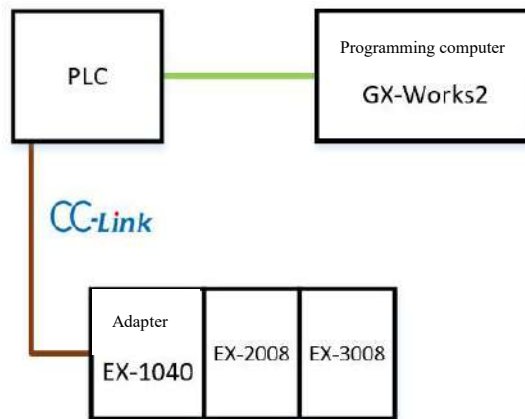 PLC
Programming computer
GX-Works2
CC-Link
Adapter
EX-1040
EX-2008
EX-3008